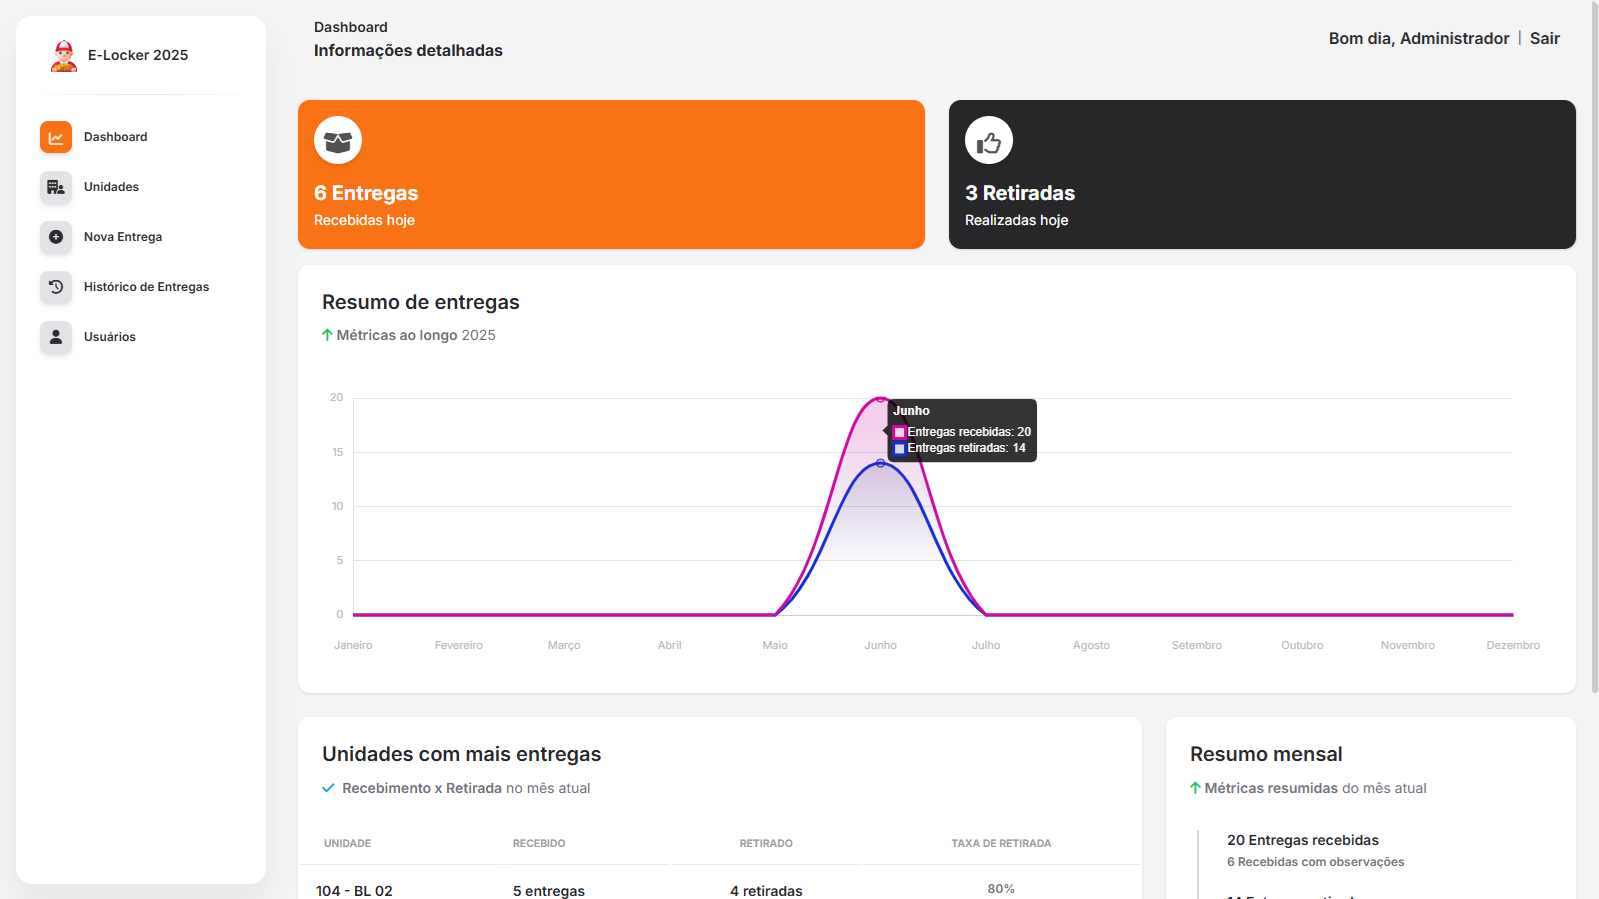 E-Locker 2025
Dashboard
Unidades
Nova Entrega
Histórico de Entregas
Usuários
Dashboard
Informações detalhadas
Bom dia, Administrador | Sair
6 Entregas
Recebidas hoje
3 Retiradas
Realizadas hoje
Resumo de entregas
Métricas ao longo 2025
20
15
10
5
0
Junho
Entregas recebidas: 20
Entregas retiradas: 14
Janeiro Fevereiro Março Abril Maio Junho Julho Agosto Setembro Outubro Novembro Dezembro
Unidades com mais entregas
Recebimento x Retirada no mês atual
UNIDADE RECEBIDO RETIRADO TAXA DE RETIRADA
104 - BL 02 5 entregas 4 retiradas 80%
Resumo mensal
Métricas resumidas do mês atual
20 Entregas recebidas
6 Recebidas com observações